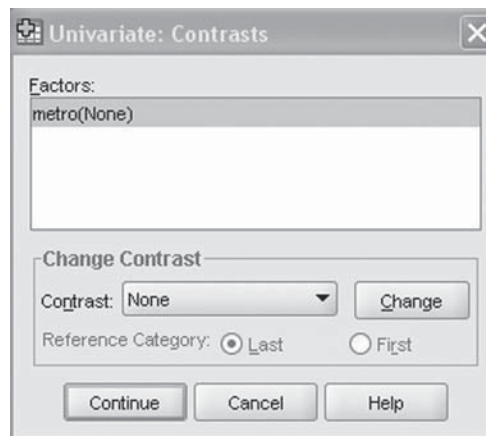 Univariate: Contrasts
Factors:
metro(None)
Change Contrast
Contrast: None Change
Reference Category: Last First
Continue Cancel Help